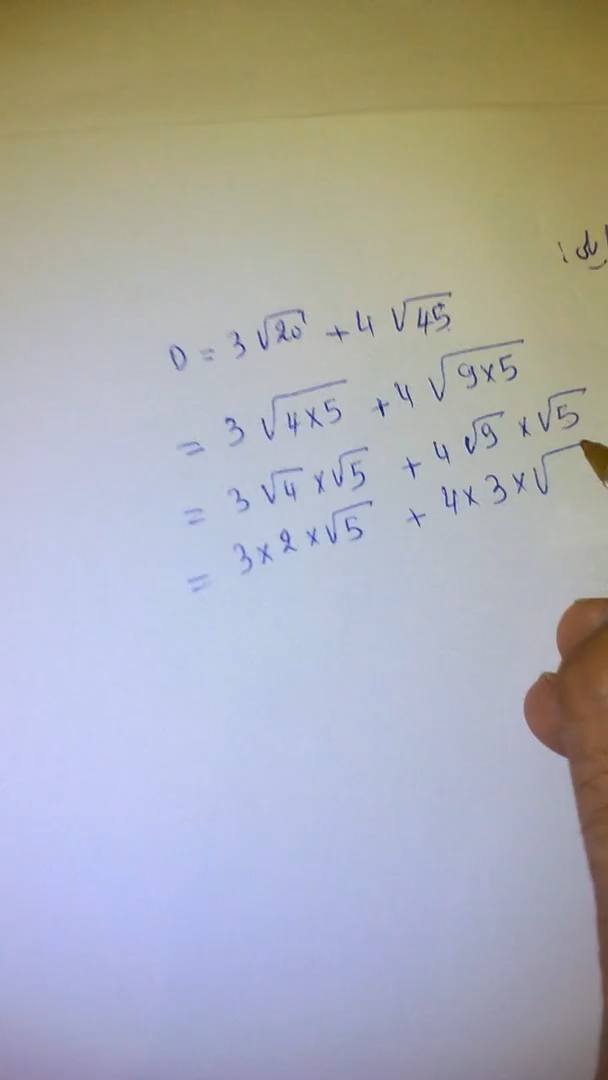 D = 3 √20 + 4 √45
= 3 √4×5 + 4 √9×5
= 3 √4 × √5 + 4 √9 × √5
= 3 × 2 × √5 + 4 × 3 × √